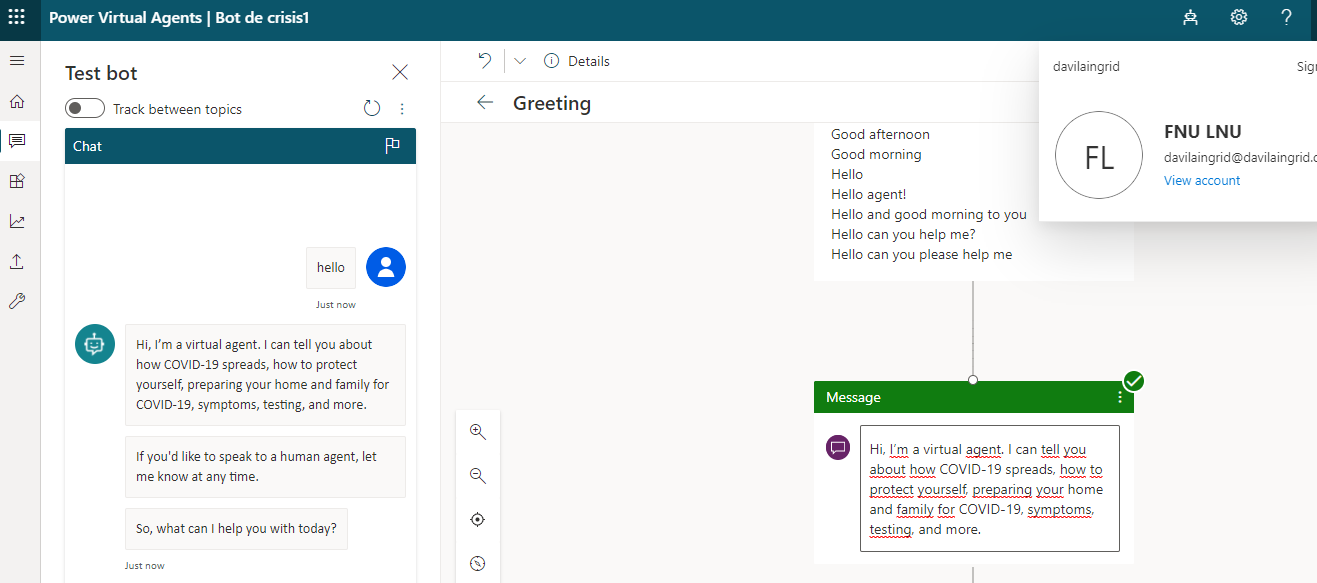 Power Virtual Agents | Bot de crisis1
Test bot
Track between topics
Chat
hello
Just now
Hi, I’m a virtual agent. I can tell you about
how COVID-19 spreads, how to protect
yourself, preparing your home and family for
COVID-19, symptoms, testing, and more.
If you'd like to speak to a human agent, let
me know at any time.
So, what can I help you with today?
Just now
Details
Greeting
Good afternoon
Good morning
Hello
Hello agent!
Hello and good morning to you
Hello can you help me?
Hello can you please help me
Message
Hi, I’m a virtual agent. I can tell you
about how COVID-19 spreads, how to
protect yourself, preparing your home
and family for COVID-19, symptoms,
testing, and more.
davilaingrid
FL
FNU LNU
davilaingrid@davilaingrid.
View account